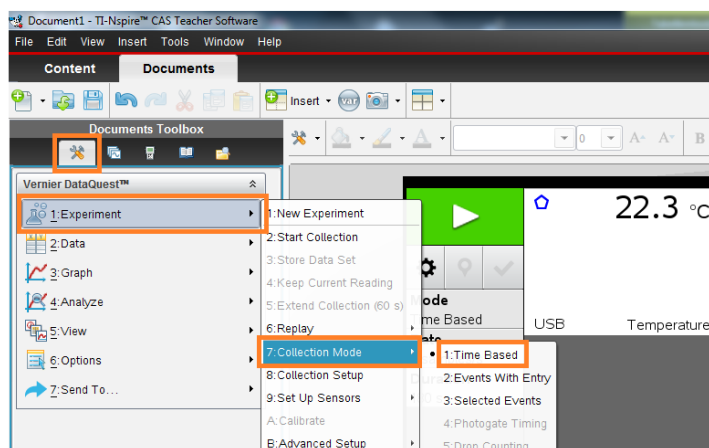 Document1 - TI-Nspire™ CAS Teacher Software
File Edit View Insert Tools Window Help
Content Documents
Insert var
Documents Toolbox
0 A A B
Vernier DataQuest™
1:Experiment
2:Data
3:Graph
4:Analyze
5:View
6:Options
7:Send To...
1:New Experiment
2:Start Collection
3:Store Data Set
4:Keep Current Reading
5:Extend Collection (60 s)
6:Replay
7:Collection Mode
8:Collection Setup
9:Set Up Sensors
A:Calibrate
B:Advanced Setup
22.3 °C
Mode
Time Based
USB Temperature
1:Time Based
2:Events With Entry
3:Selected Events
4:Photogate Timing
5:Drop Counting